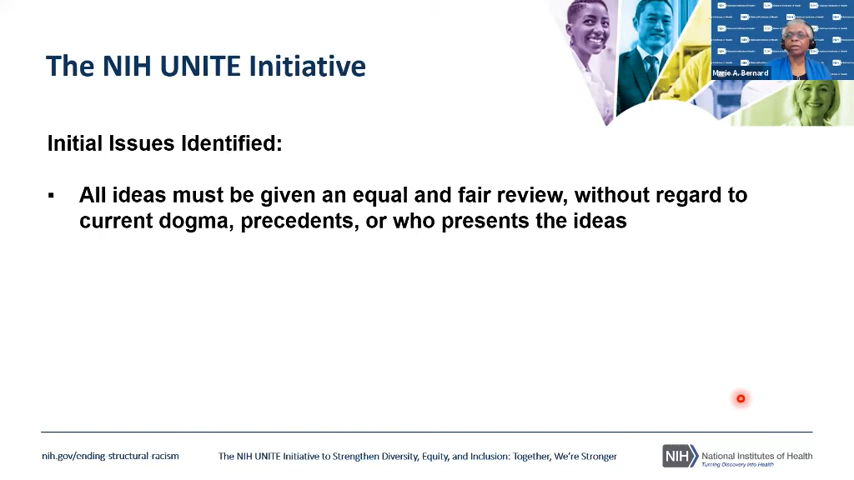 The NIH UNITE Initiative
Marie A. Bernard
Initial Issues Identified:
▪ All ideas must be given an equal and fair review, without regard to
current dogma, precedents, or who presents the ideas
nih.gov/ending-structural-racism
The NIH UNITE Initiative to Strengthen Diversity, Equity, and Inclusion: Together, We’re Stronger
NIH National Institutes of Health
Turning Discovery Into Health